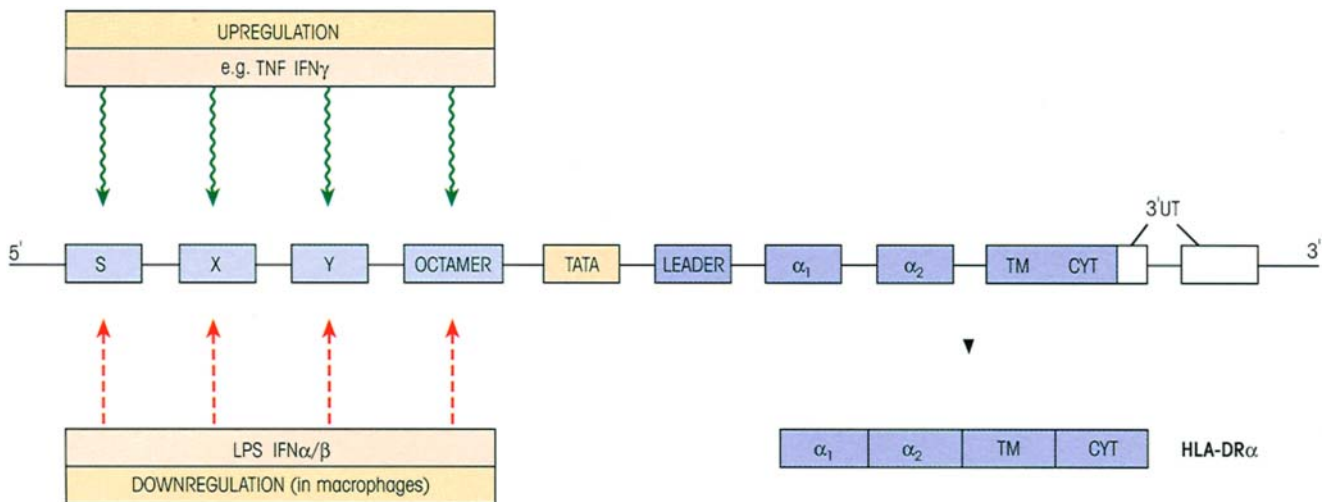 UPREGULATION
e.g. TNF IFNγ
3'UT
5'
S
X
Y
OCTAMER
TATA
LEADER
α₁
α₂
TM CYT
3'
LPS IFNα/β
DOWNREGULATION (in macrophages)
α₁
α₂
TM
CYT
HLA-DRα